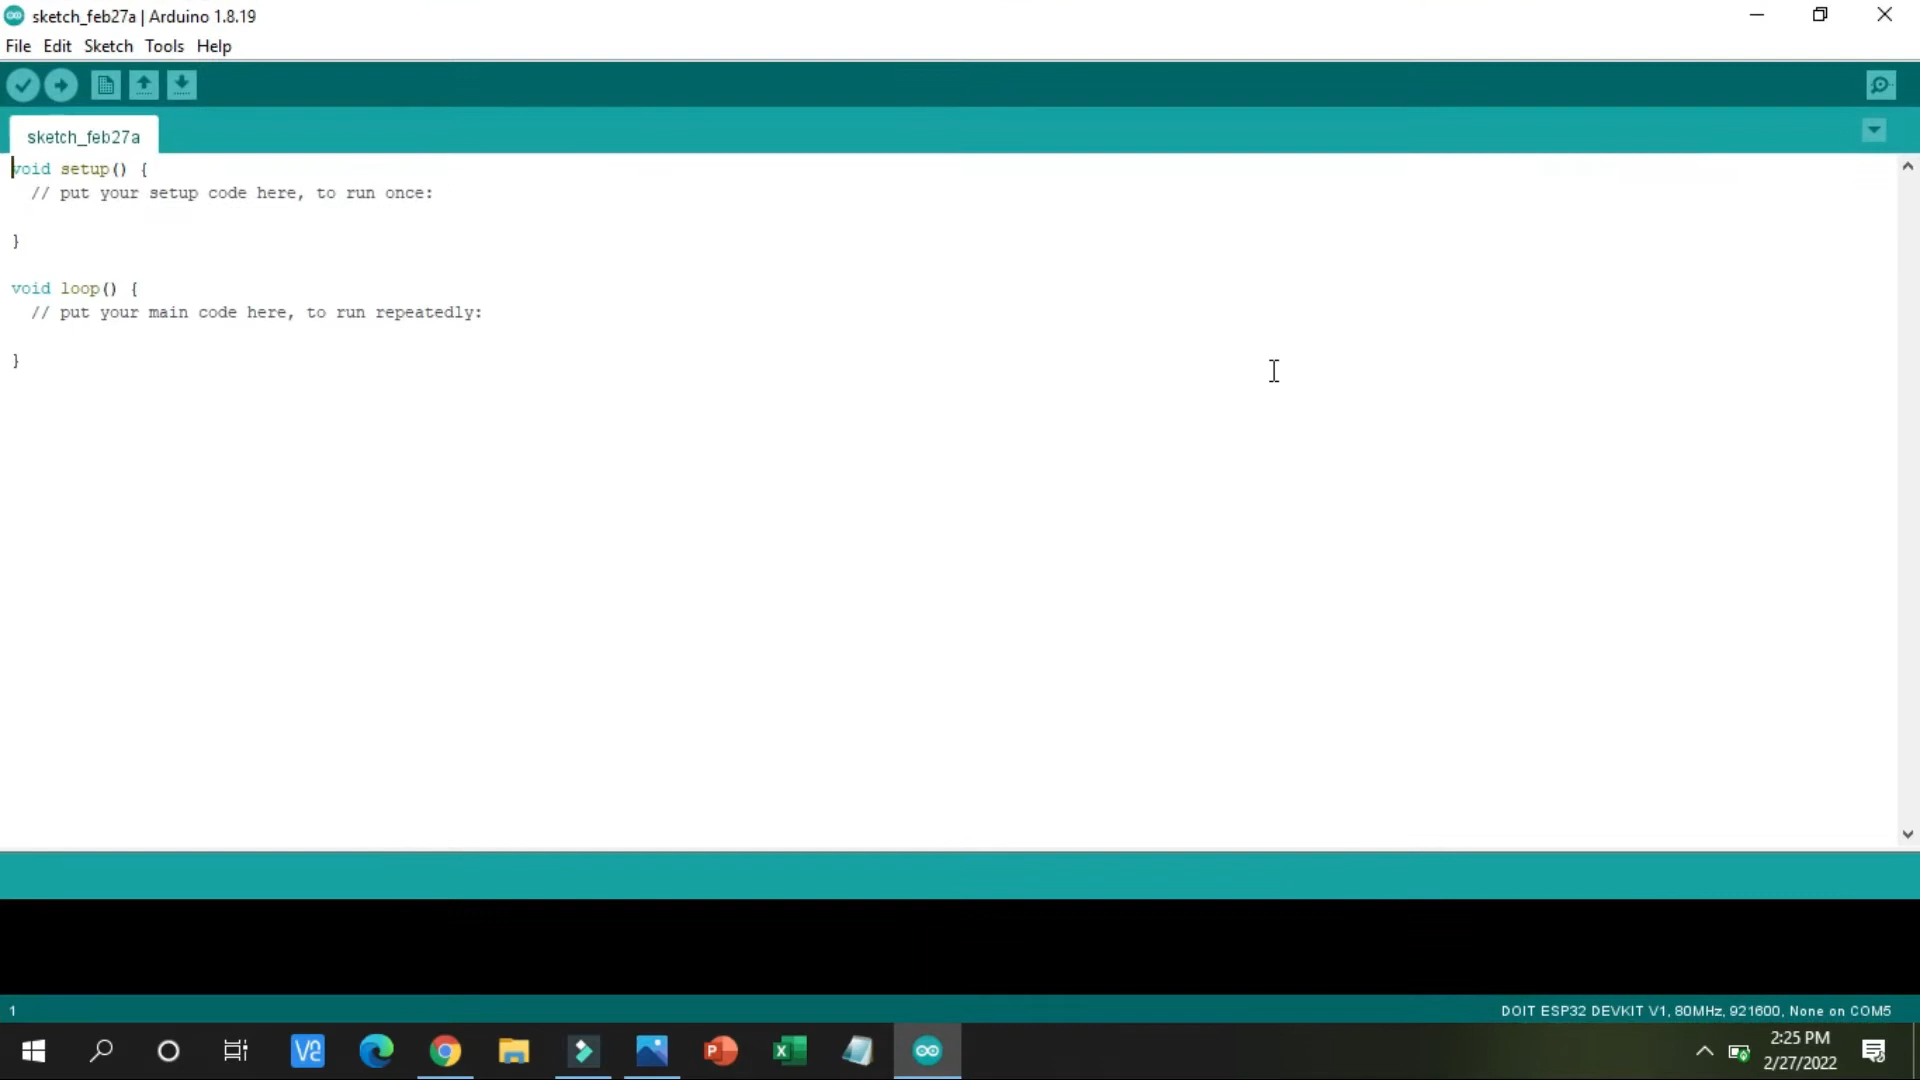 sketch_feb27a | Arduino 1.8.19
File Edit Sketch Tools Help
sketch_feb27a
void setup() {
// put your setup code here, to run once:
}
void loop() {
// put your main code here, to run repeatedly:
}
1
DOIT ESP32 DEVKIT V1, 80MHz, 921600, None on COM5
2:25 PM
2/27/2022